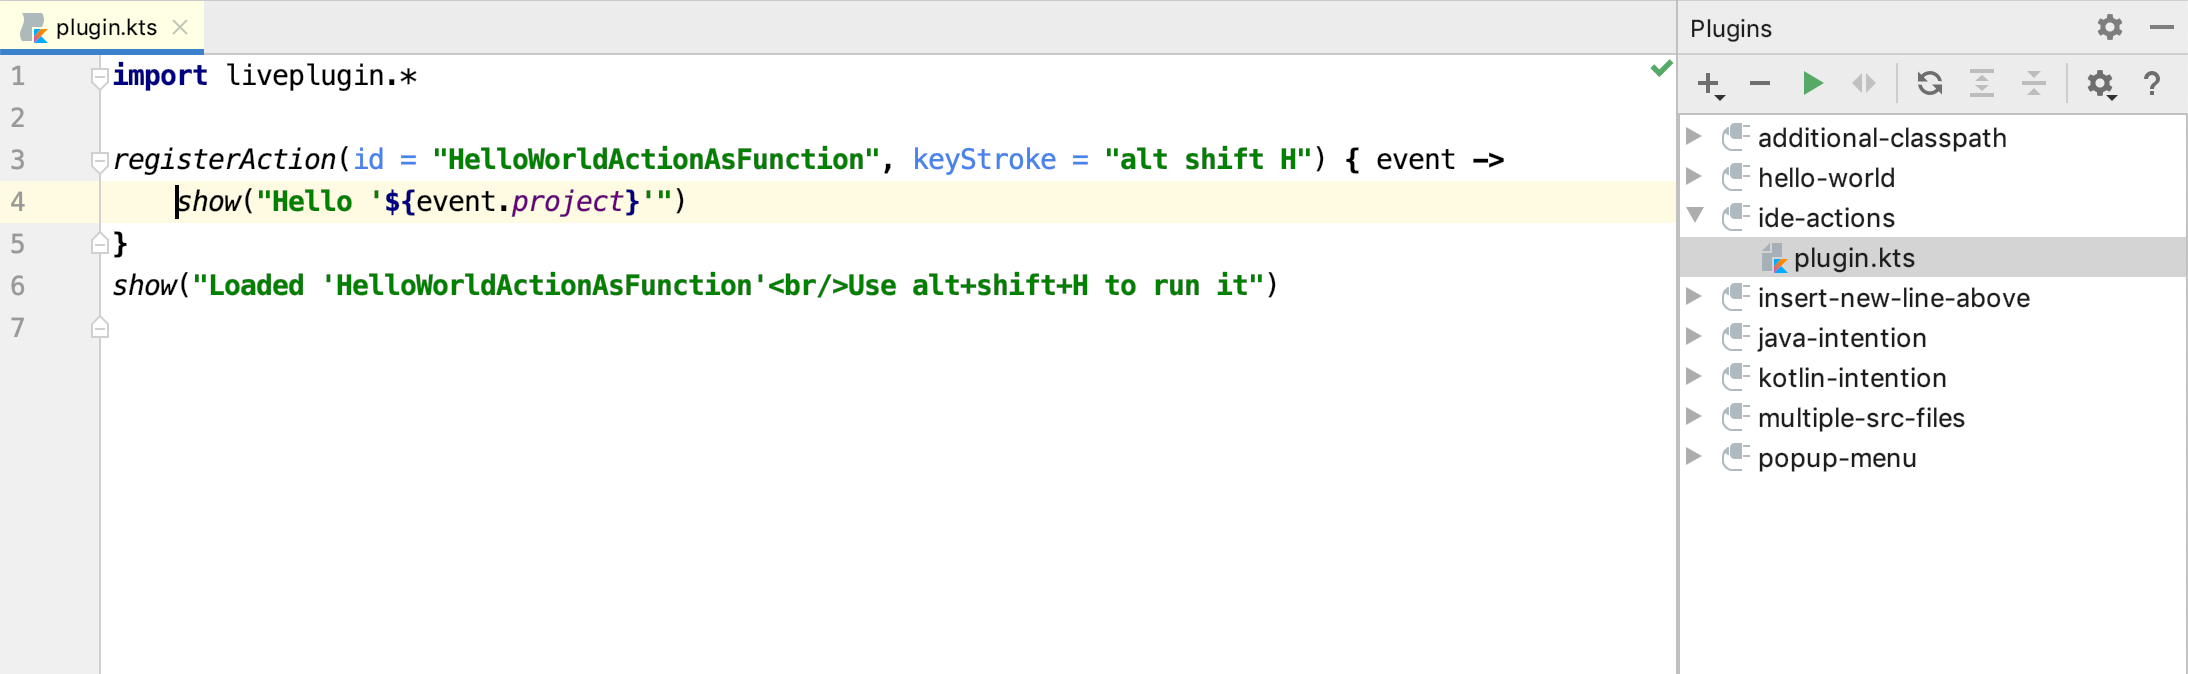 plugin.kts
1 import liveplugin.*
2
3 registerAction(id = "HelloWorldActionAsFunction", keyStroke = "alt shift H") { event ->
4 show("Hello '${event.project}'")
5 }
6 show("Loaded 'HelloWorldActionAsFunction'<br/>Use alt+shift+H to run it")
7
Plugins
additional-classpath
hello-world
ide-actions
plugin.kts
insert-new-line-above
java-intention
kotlin-intention
multiple-src-files
popup-menu